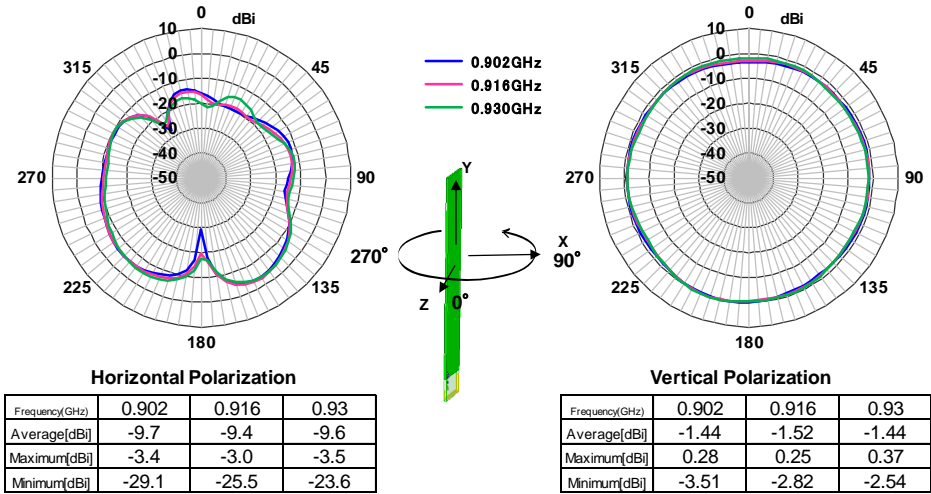 0
dBi
10
0
-10
-20
-30
-40
-50
315
45
270
90
225
135
180
0.902GHz
0.916GHz
0.930GHz
Y
X
90°
270°
Z
0°
0
dBi
10
0
-10
-20
-30
-40
-50
315
45
270
90
225
135
180
Horizontal Polarization
Frequency(GHz) 0.902 0.916 0.93
Average[dBi] -9.7 -9.4 -9.6
Maximum[dBi] -3.4 -3.0 -3.5
Minimum[dBi] -29.1 -25.5 -23.6
Vertical Polarization
Frequency(GHz) 0.902 0.916 0.93
Average[dBi] -1.44 -1.52 -1.44
Maximum[dBi] 0.28 0.25 0.37
Minimum[dBi] -3.51 -2.82 -2.54